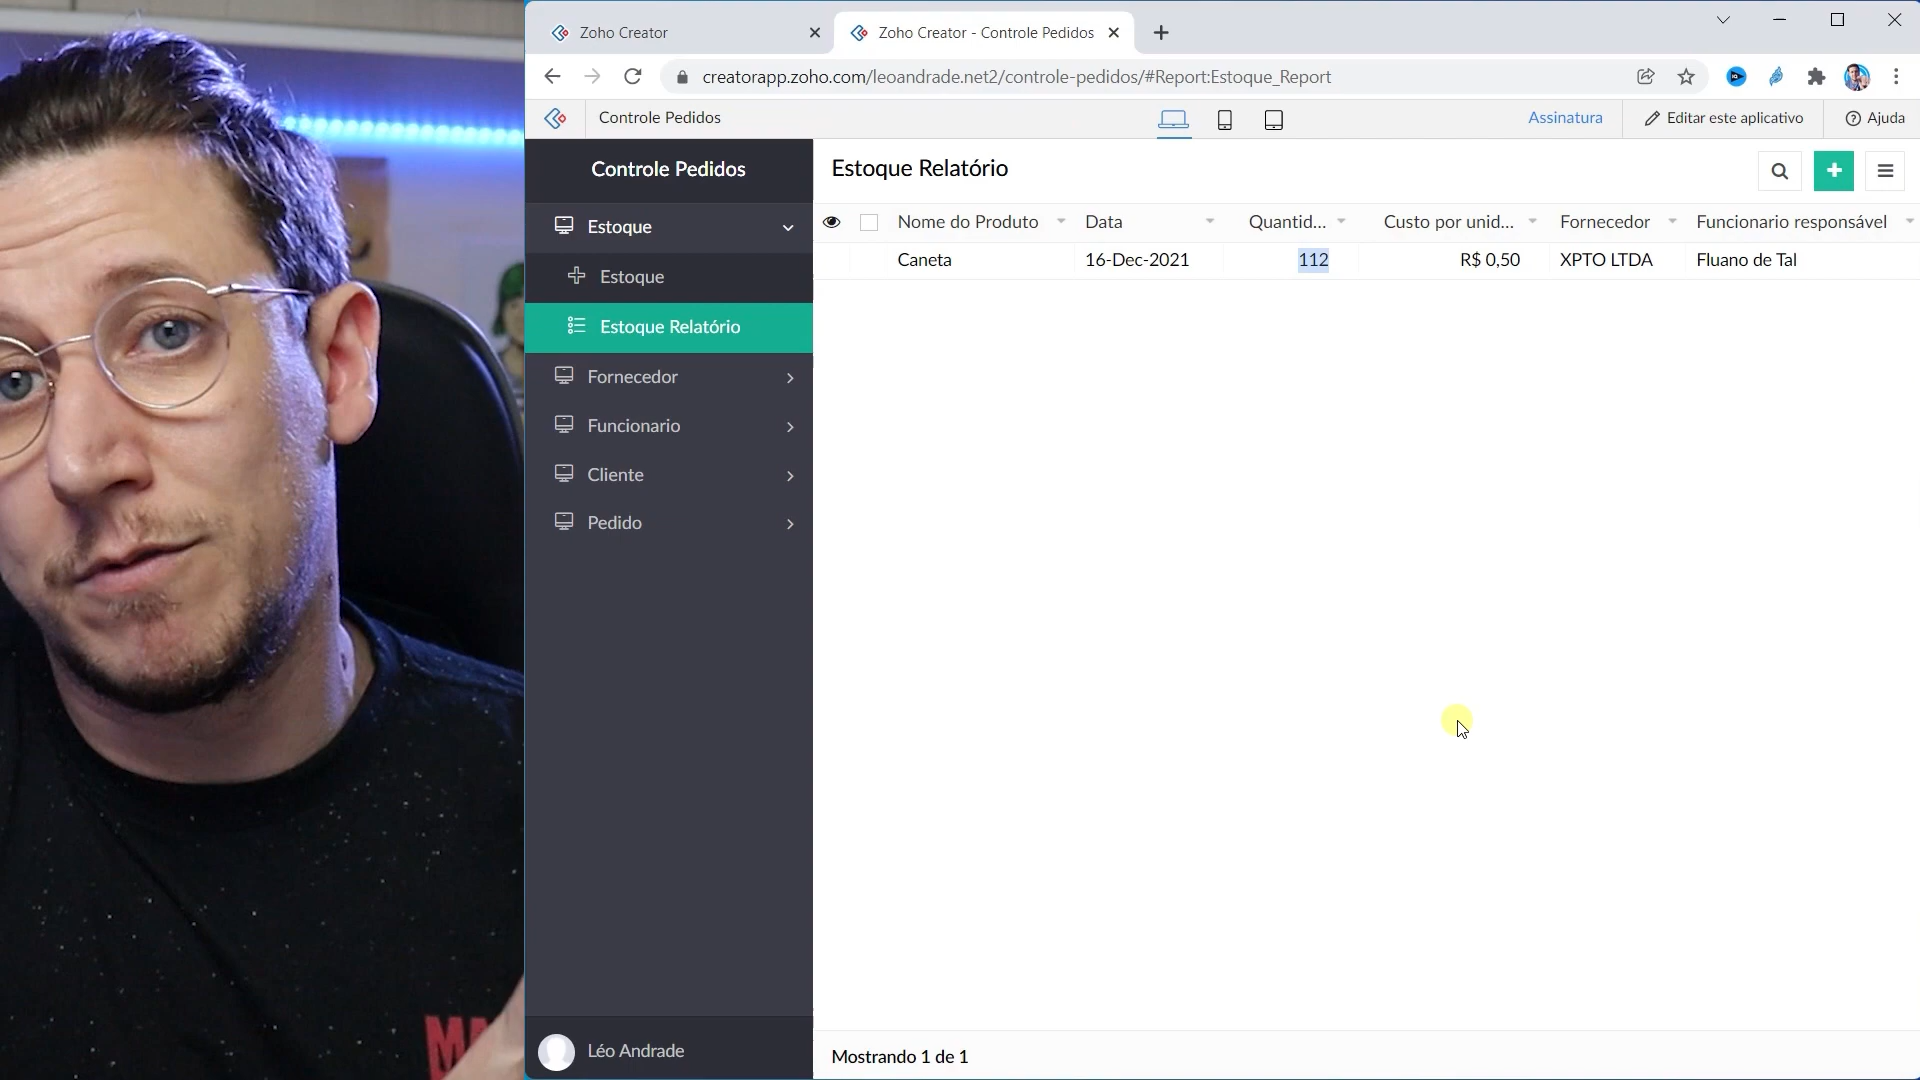 Zoho Creator
Zoho Creator - Controle Pedidos
creatorapp.zoho.com/leoandrade.net2/controle-pedidos/#Report:Estoque_Report
Controle Pedidos
Assinatura
Editar este aplicativo
Ajuda
Controle Pedidos
Estoque
Estoque
Estoque Relatório
Fornecedor
Funcionario
Cliente
Pedido
Léo Andrade
Estoque Relatório
Nome do Produto Data Quantid... Custo por unid... Fornecedor Funcionario responsável
Caneta 16-Dec-2021 112 R$ 0,50 XPTO LTDA Fluano de Tal
Mostrando 1 de 1